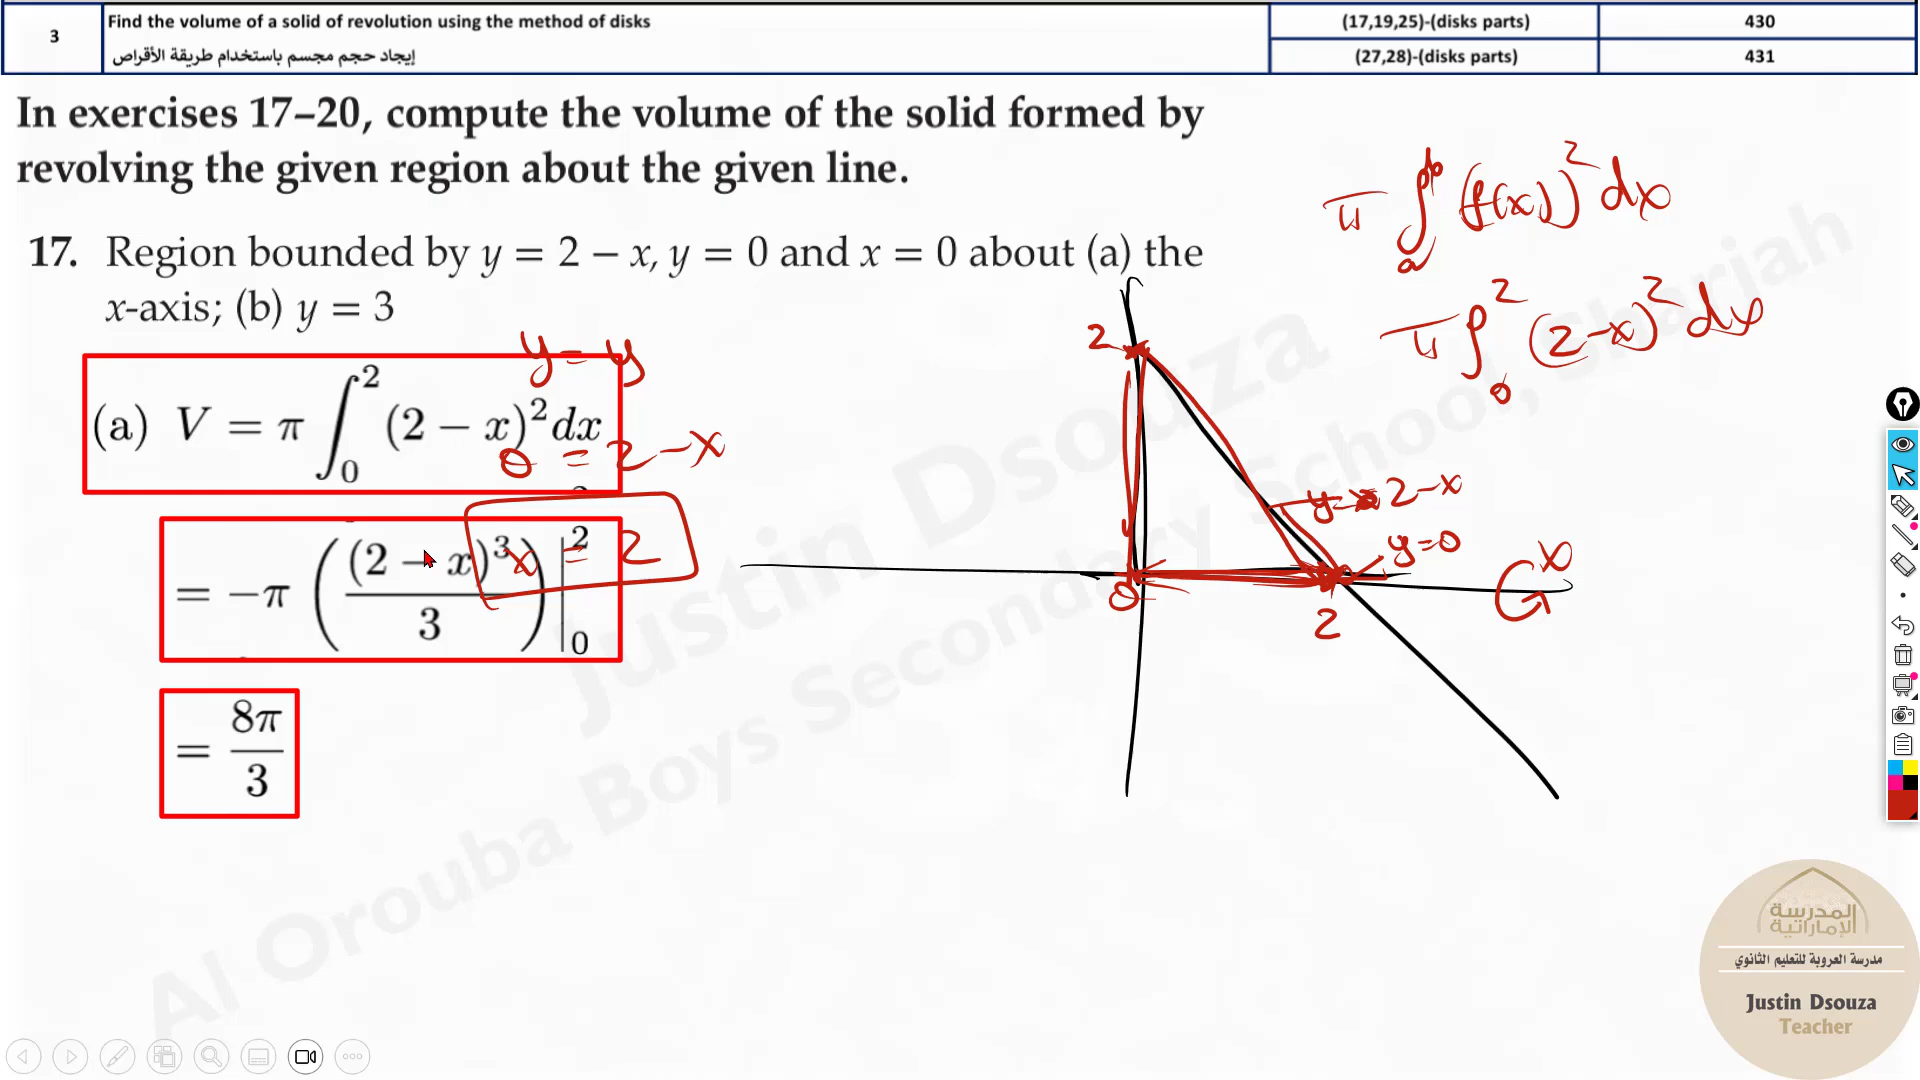 3
Find the volume of a solid of revolution using the method of disks
إيجاد حجم مجسم باستخدام طريقة الأقراص
(17,19,25)-(disks parts)
430
(27,28)-(disks parts)
431
In exercises 17–20, compute the volume of the solid formed by
revolving the given region about the given line.
17. Region bounded by y = 2 − x, y = 0 and x = 0 about (a) the
x-axis; (b) y = 3
(a) V = π ∫₀² (2 − x)² dx
= −π ( (2 − x)³ / 3 ) |₀²
= 8π / 3
y = y
0 = 2 − x
x = 2
π ∫ₐᵇ (f(x))² dx
π ∫₀² (2−x)² dx
2
y = 2−x
y=0
x
0
2
Justin Dsouza
Al Orouba Boys Secondary School, Sharjah
المدرسة
الإماراتية
مدرسة العروبة للتعليم الثانوي
Justin Dsouza
Teacher